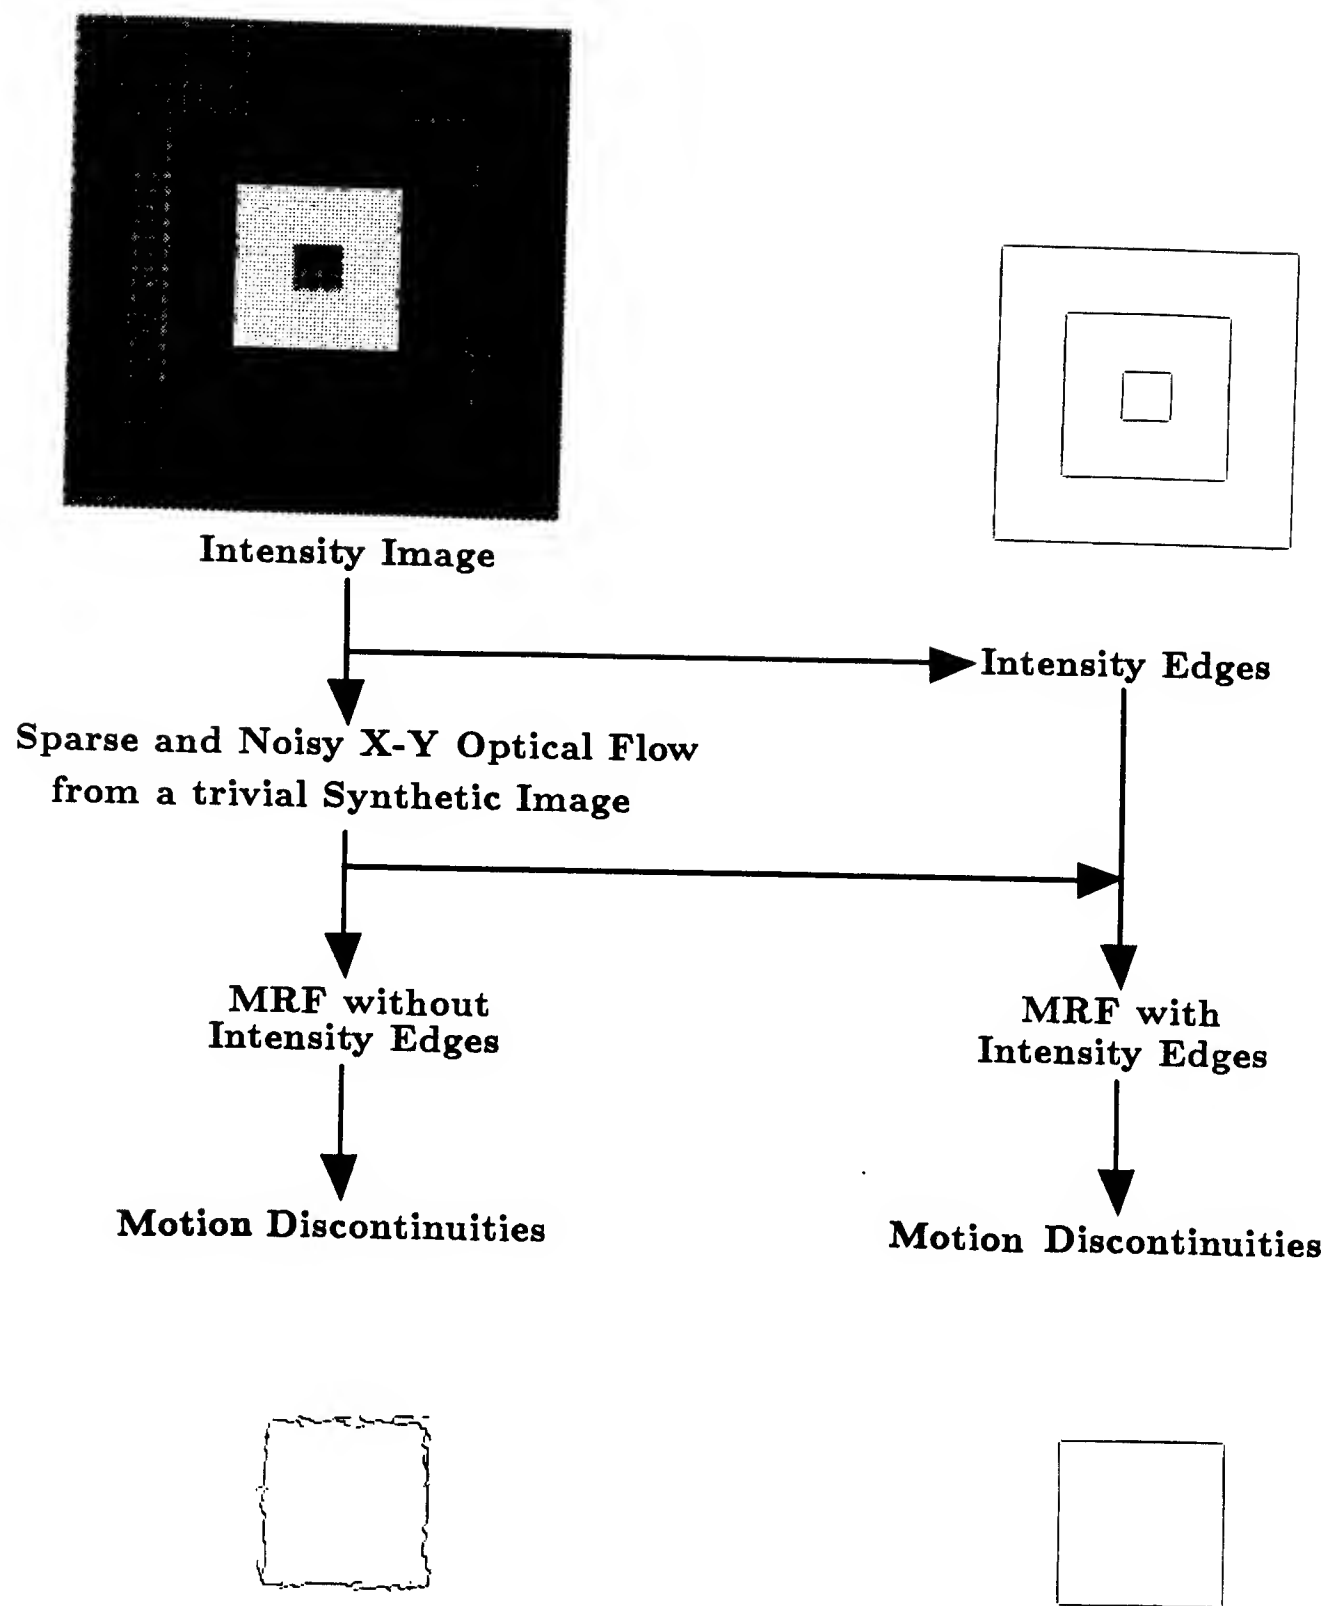 Intensity Image
Intensity Edges
Sparse and Noisy X-Y Optical Flow
from a trivial Synthetic Image
MRF without
Intensity Edges
MRF with
Intensity Edges
Motion Discontinuities
Motion Discontinuities